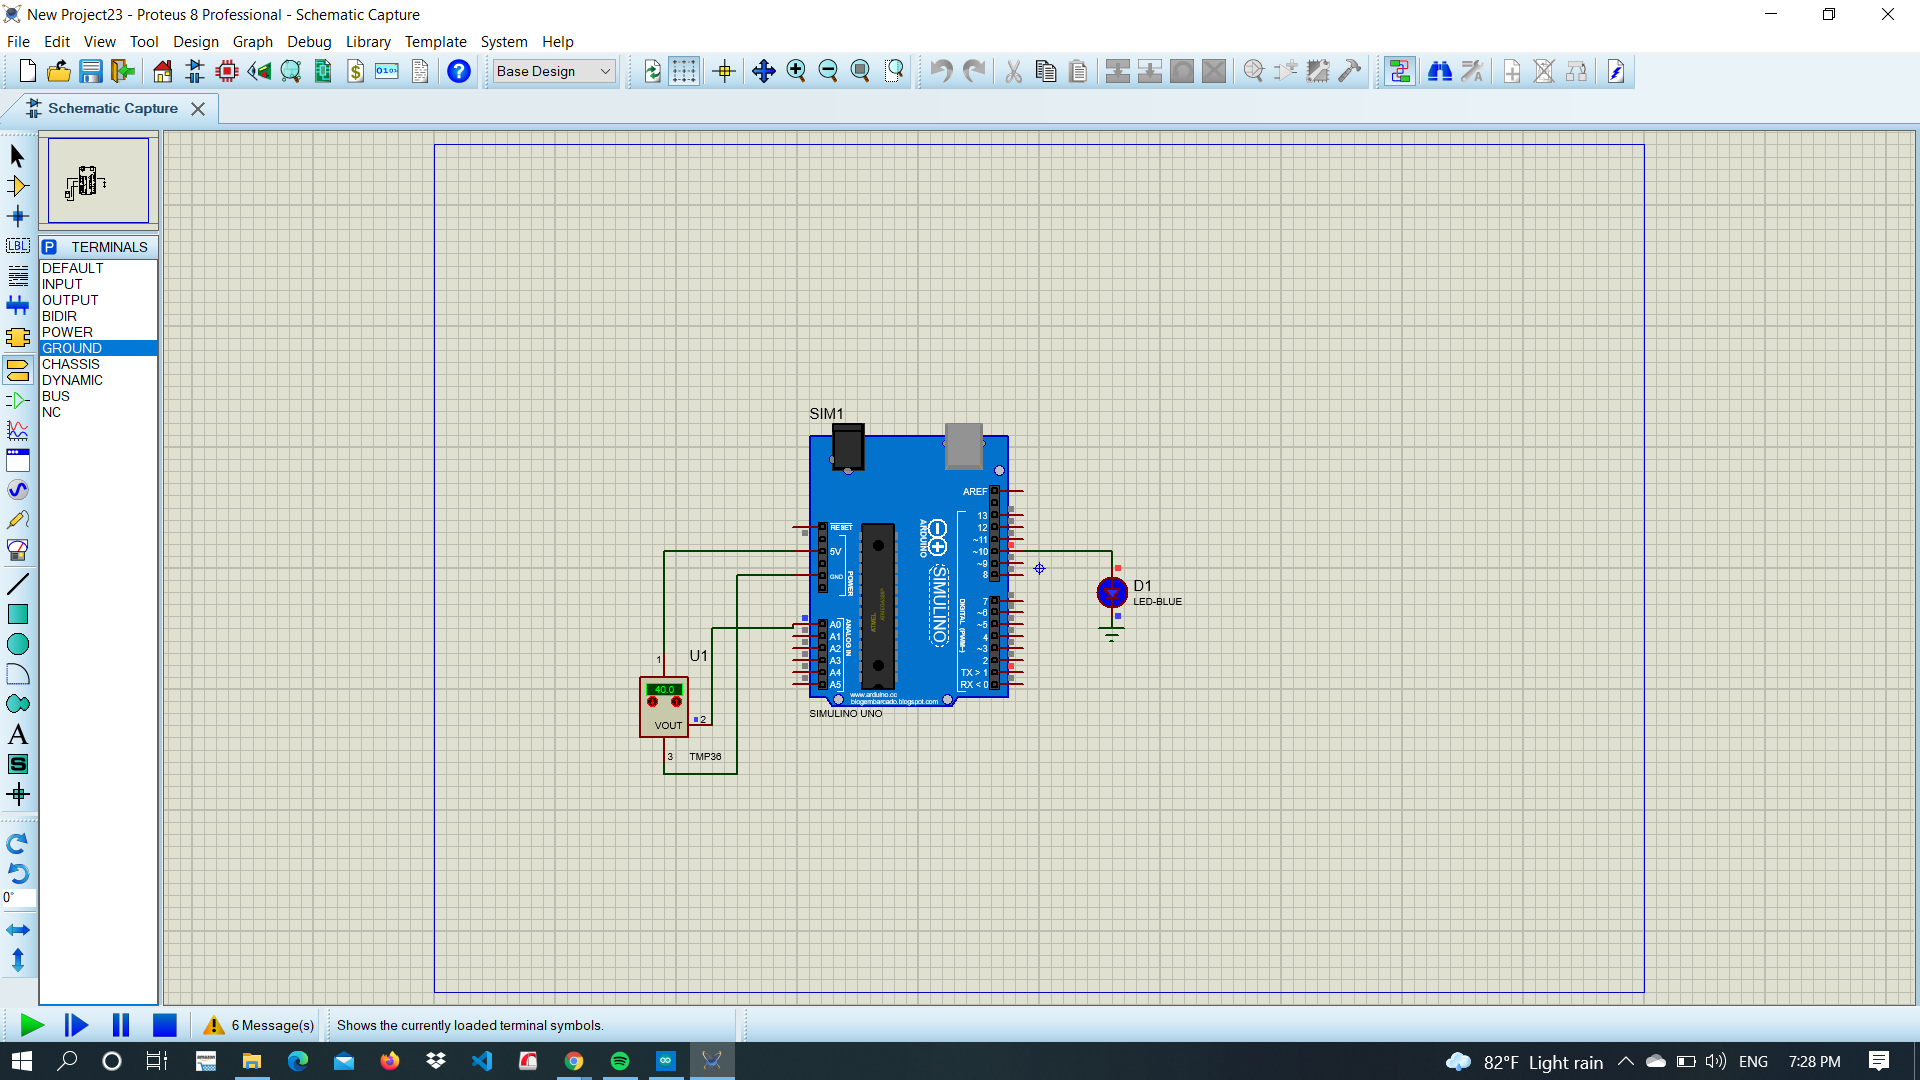 New Project23 - Proteus 8 Professional - Schematic Capture
File Edit View Tool Design Graph Debug Library Template System Help
Base Design
Schematic Capture
P TERMINALS
DEFAULT
INPUT
OUTPUT
BIDIR
POWER
GROUND
CHASSIS
DYNAMIC
BUS
NC
LBL
A
S
0°
SIM1
AREF
13
12
~11
~10
~9
8
7
~6
~5
4
~3
2
TX > 1
RX < 0
RESET
5V
GND
POWER
A0
A1
A2
A3
A4
A5
ANALOG IN
ARDUINO
SIMULINO
DIGITAL (PWM~)
www.arduino.cc
blogembarcado.blogspot.com
SIMULINO UNO
D1
LED-BLUE
U1
1
40.0
VOUT
2
3
TMP36
6 Message(s)
Shows the currently loaded terminal symbols.
amazon
82°F Light rain
ENG
7:28 PM